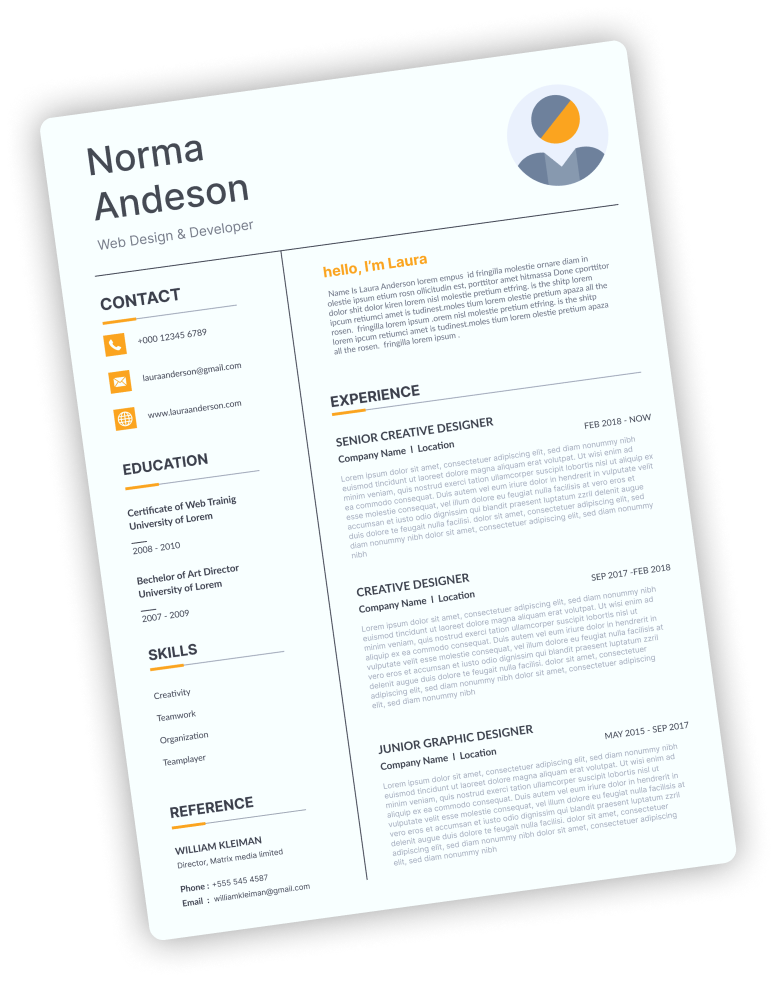 Norma
Andeson
Web Design & Developer
CONTACT
+000 12345 6789
lauraanderson@gmail.com
www.lauraanderson.com
EDUCATION
Certificate of Web Trainig
University of Lorem
2008 - 2010
Bechelor of Art Director
University of Lorem
2007 - 2009
SKILLS
Creativity
Teamwork
Organization
Teamplayer
REFERENCE
WILLIAM KLEIMAN
Director, Matrix media limited
Phone : +555 545 4587
Email : williamkleiman@gmail.com
hello, I'm Laura
Name Is Laura Anderson lorem empus id fringilla molestie ornare diam in
olestie ipsum etium rosn ollicitudin est, porttitor amet hitmassa Done cporttitor
dolor shit dolor kiren lorem nisl molestie pretium etfring. is the shitp lorem
ipcum retiumci amet is tudinest.moles tium lorem olestie pretium apaza all the
rosen. fringilla lorem ipsum .orem nisl molestie pretium etfring. is the shitp
lorem ipcum retiumci amet is tudinest.moles tium lorem olestie pretium apaza
all the rosen. fringilla lorem ipsum .
EXPERIENCE
SENIOR CREATIVE DESIGNER
FEB 2018 - NOW
Company Name I Location
Lorem ipsum dolor sit amet, consectetuer adipiscing elit, sed diam nonummy nibh
euismod tincidunt ut laoreet dolore magna aliquam erat volutpat. Ut wisi enim ad
minim veniam, quis nostrud exerci tation ullamcorper suscipit lobortis nisl ut aliquip ex
ea commodo consequat. Duis autem vel eum iriure dolor in hendrerit in vulputate velit
esse molestie consequat, vel illum dolore eu feugiat nulla facilisis at vero eros et
accumsan et iusto odio dignissim qui blandit praesent luptatum zzril delenit augue
duis dolore te feugait nulla facilisi. dolor sit amet, consectetuer adipiscing elit, sed
diam nonummy nibh dolor sit amet, consectetuer adipiscing elit, sed diam nonummy
nibh
CREATIVE DESIGNER
SEP 2017 -FEB 2018
Company Name I Location
Lorem ipsum dolor sit amet, consectetuer adipiscing elit, sed diam nonummy nibh
euismod tincidunt ut laoreet dolore magna aliquam erat volutpat. Ut wisi enim ad
minim veniam, quis nostrud exerci tation ullamcorper suscipit lobortis nisl ut
aliquip ex ea commodo consequat. Duis autem vel eum iriure dolor in hendrerit in
vulputate velit esse molestie consequat, vel illum dolore eu feugiat nulla facilisis at
vero eros et accumsan et iusto odio dignissim qui blandit praesent luptatum zzril
delenit augue duis dolore te feugait nulla facilisi. dolor sit amet, consectetuer
adipiscing elit, sed diam nonummy nibh dolor sit amet, consectetuer adipiscing
elit, sed diam nonummy nibh
JUNIOR GRAPHIC DESIGNER
MAY 2015 - SEP 2017
Company Name I Location
Lorem ipsum dolor sit amet, consectetuer adipiscing elit, sed diam nonummy nibh
euismod tincidunt ut laoreet dolore magna aliquam erat volutpat. Ut wisi enim ad
minim veniam, quis nostrud exerci tation ullamcorper suscipit lobortis nisl ut
aliquip ex ea commodo consequat. Duis autem vel eum iriure dolor in hendrerit in
vulputate velit esse molestie consequat, vel illum dolore eu feugiat nulla facilisis at
vero eros et accumsan et iusto odio dignissim qui blandit praesent luptatum zzril
delenit augue duis dolore te feugait nulla facilisi. dolor sit amet, consectetuer
adipiscing elit, sed diam nonummy nibh dolor sit amet, consectetuer adipiscing
elit, sed diam nonummy nibh